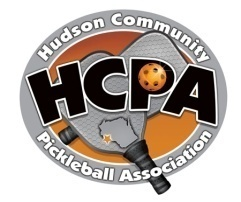 Hudson Community
HCPA
Pickleball Association